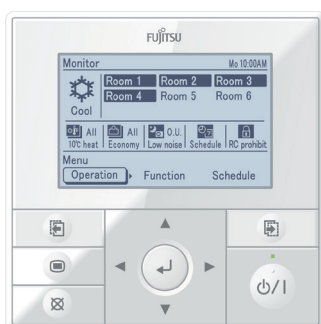 FUJITSU
Monitor Mo 10:00AM
Room 1 Room 2 Room 3
Room 4 Room 5 Room 6
Cool
All All O.U.
10℃ heat Economy Low noise Schedule RC prohibit
Menu
Operation Function Schedule